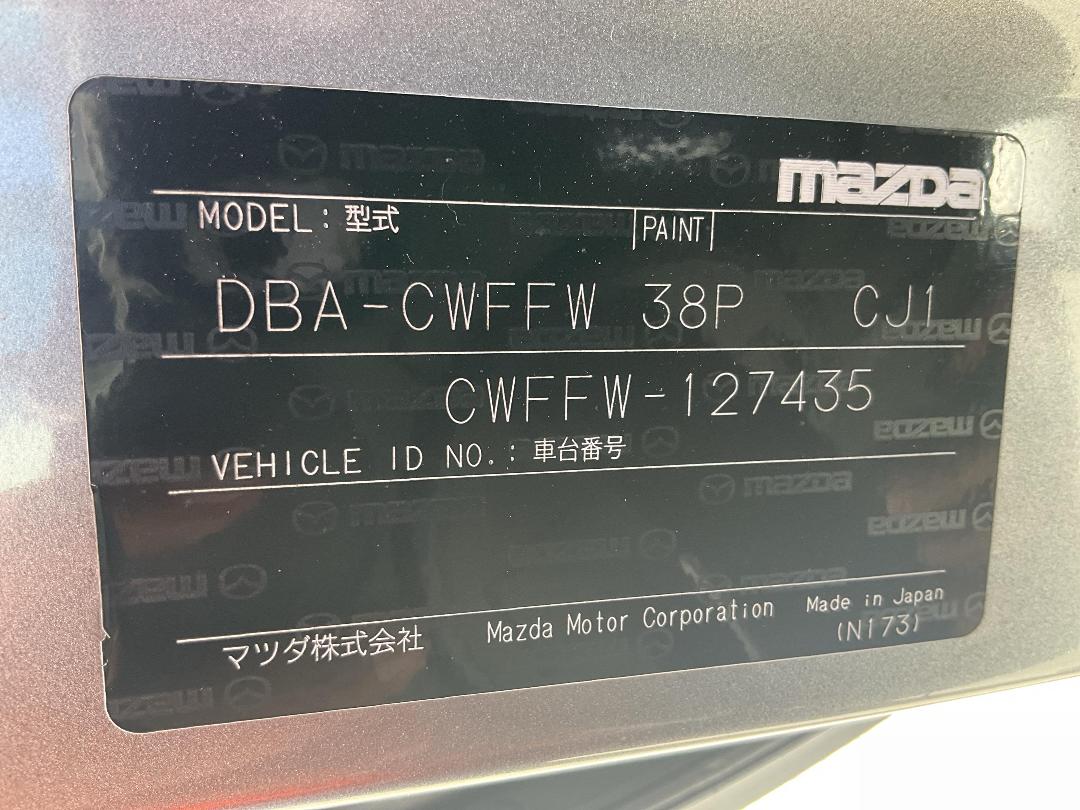 mazda
MODEL : 型式 PAINT
DBA-CWFFW 38P CJ1
CWFFW-127435
VEHICLE ID NO. : 車台番号
マツダ株式会社 Mazda Motor Corporation Made in Japan
(N173)